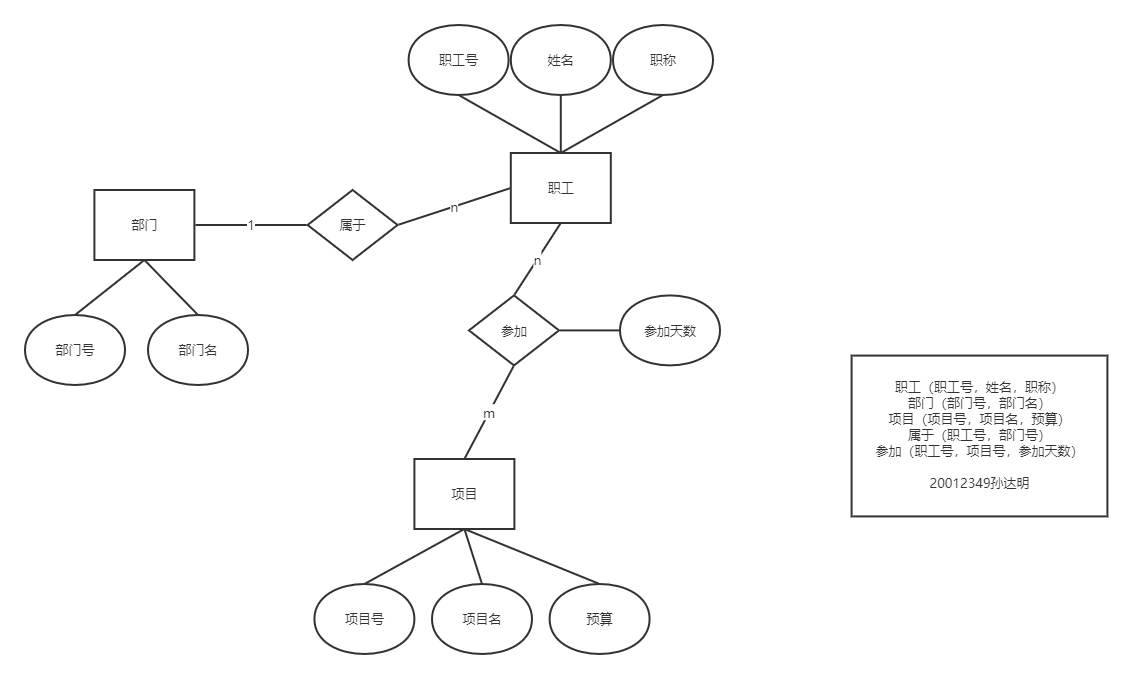 职工号
姓名
职称
职工
部门
1
属于
n
n
部门号
部门名
参加
参加天数
m
项目
项目号
项目名
预算
职工（职工号，姓名，职称）
部门（部门号，部门名）
项目（项目号，项目名，预算）
属于（职工号，部门号）
参加（职工号，项目号，参加天数）
20012349孙达明